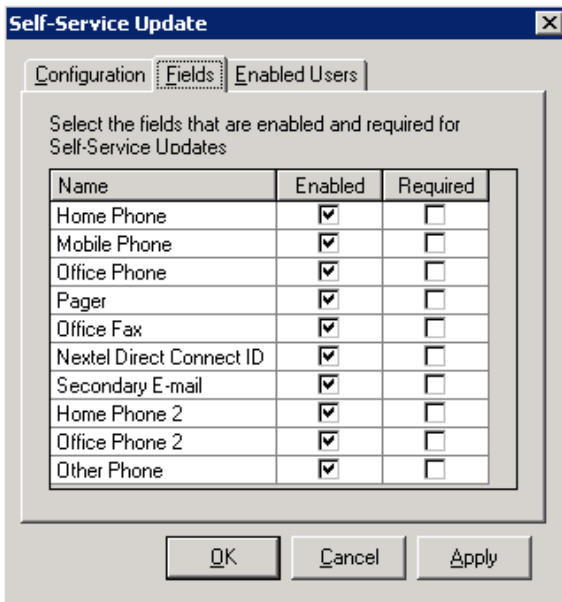 Self-Service Update
Configuration Fields Enabled Users
Select the fields that are enabled and required for
Self-Service Updates
Name Enabled Required
Home Phone
Mobile Phone
Office Phone
Pager
Office Fax
Nextel Direct Connect ID
Secondary E-mail
Home Phone 2
Office Phone 2
Other Phone
OK Cancel Apply